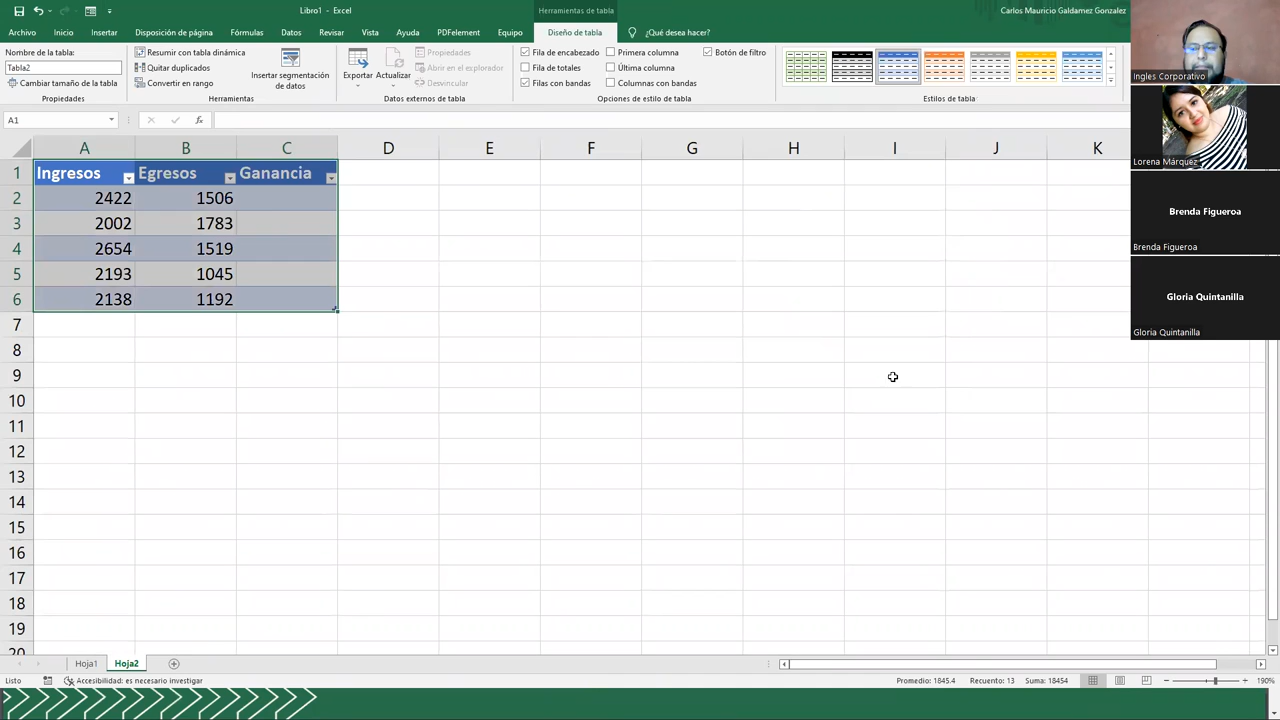 Libro1 - Excel
Herramientas de tabla
Carlos Mauricio Galdamez Gonzalez
Archivo Inicio Insertar Disposición de página Fórmulas Datos Revisar Vista Ayuda PDFelement Equipo Diseño de tabla ¿Qué desea hacer?
Nombre de la tabla:
Tabla2
Cambiar tamaño de la tabla
Propiedades
Resumir con tabla dinámica
Quitar duplicados
Convertir en rango
Insertar segmentación
de datos
Herramientas
Exportar Actualizar
Propiedades
Abrir en el explorador
Desvincular
Datos externos de tabla
Fila de encabezado Primera columna Botón de filtro
Fila de totales Última columna
Filas con bandas Columnas con bandas
Opciones de estilo de tabla
Estilos de tabla
A1
fx
A B C D E F G H I J K
1 Ingresos Egresos Ganancia
2 2422 1506
3 2002 1783
4 2654 1519
5 2193 1045
6 2138 1192
7
8
9
10
11
12
13
14
15
16
17
18
19
20
Ingles Corporativo
Lorena Márquez
Brenda Figueroa
Brenda Figueroa
Gloria Quintanilla
Gloria Quintanilla
Hoja1 Hoja2
Listo Accesibilidad: es necesario investigar Promedio: 1845.4 Recuento: 13 Suma: 18454 190%